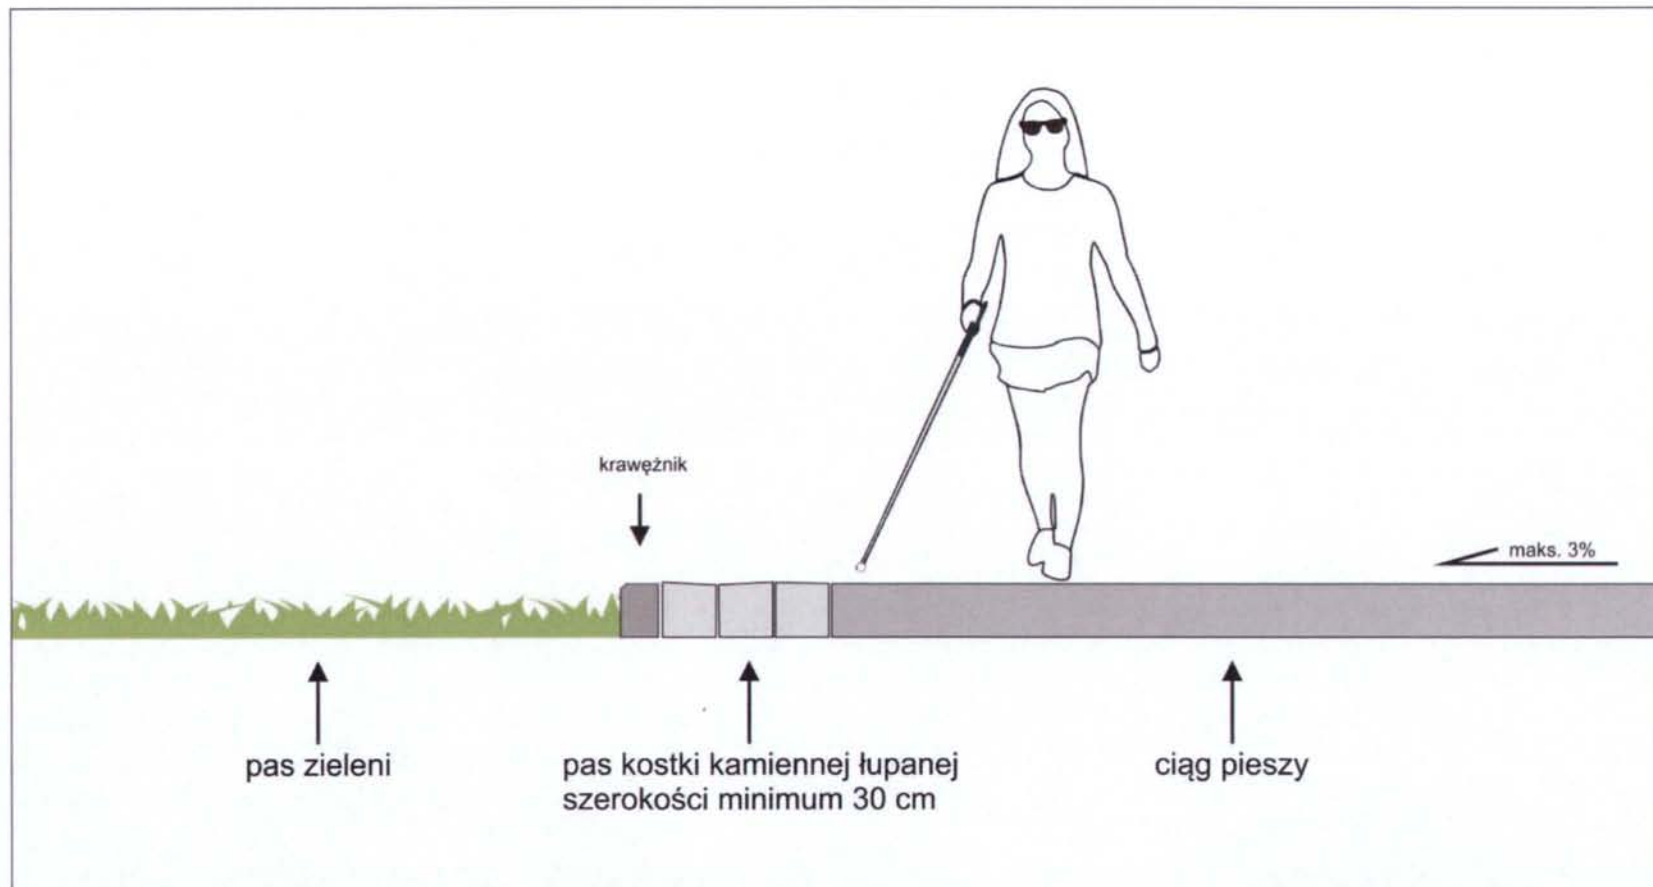 krawężnik
maks. 3%
pas zieleni
pas kostki kamiennej łupanej
szerokości minimum 30 cm
ciąg pieszy